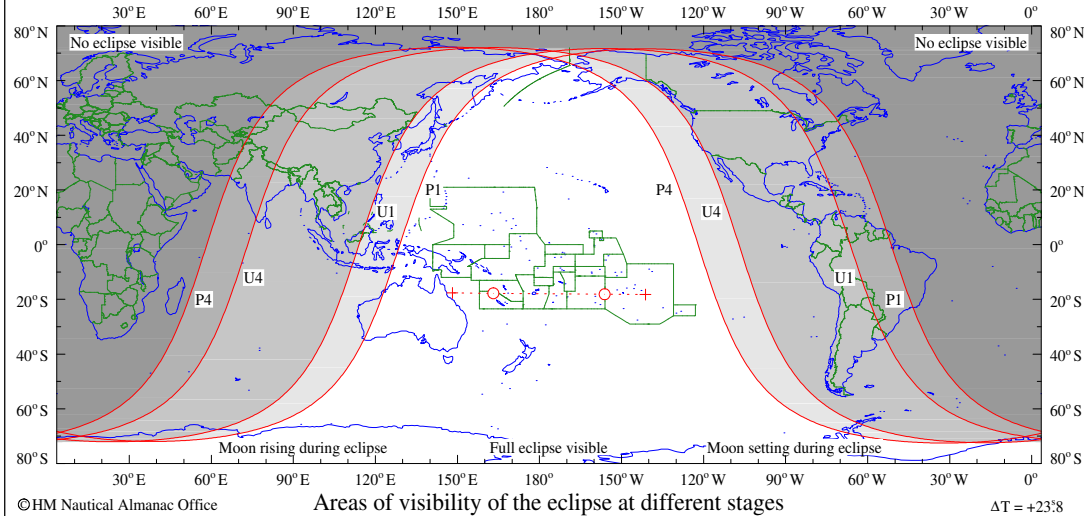 30°E 60°E 90°E 120°E 150°E 180° 150°W 120°W 90°W 60°W 30°W 0°
80°N 80°N
No eclipse visible No eclipse visible
60°N 60°N
40°N 40°N
20°N P1 P4 20°N
U1 U4
0° 0°
U4 U1
20°S P4 P1 20°S
40°S 40°S
60°S 60°S
Moon rising during eclipse Full eclipse visible Moon setting during eclipse
80°S 80°S
30°E 60°E 90°E 120°E 150°E 180° 150°W 120°W 90°W 60°W 30°W 0°
©HM Nautical Almanac Office Areas of visibility of the eclipse at different stages ΔT = +23ˢ.8